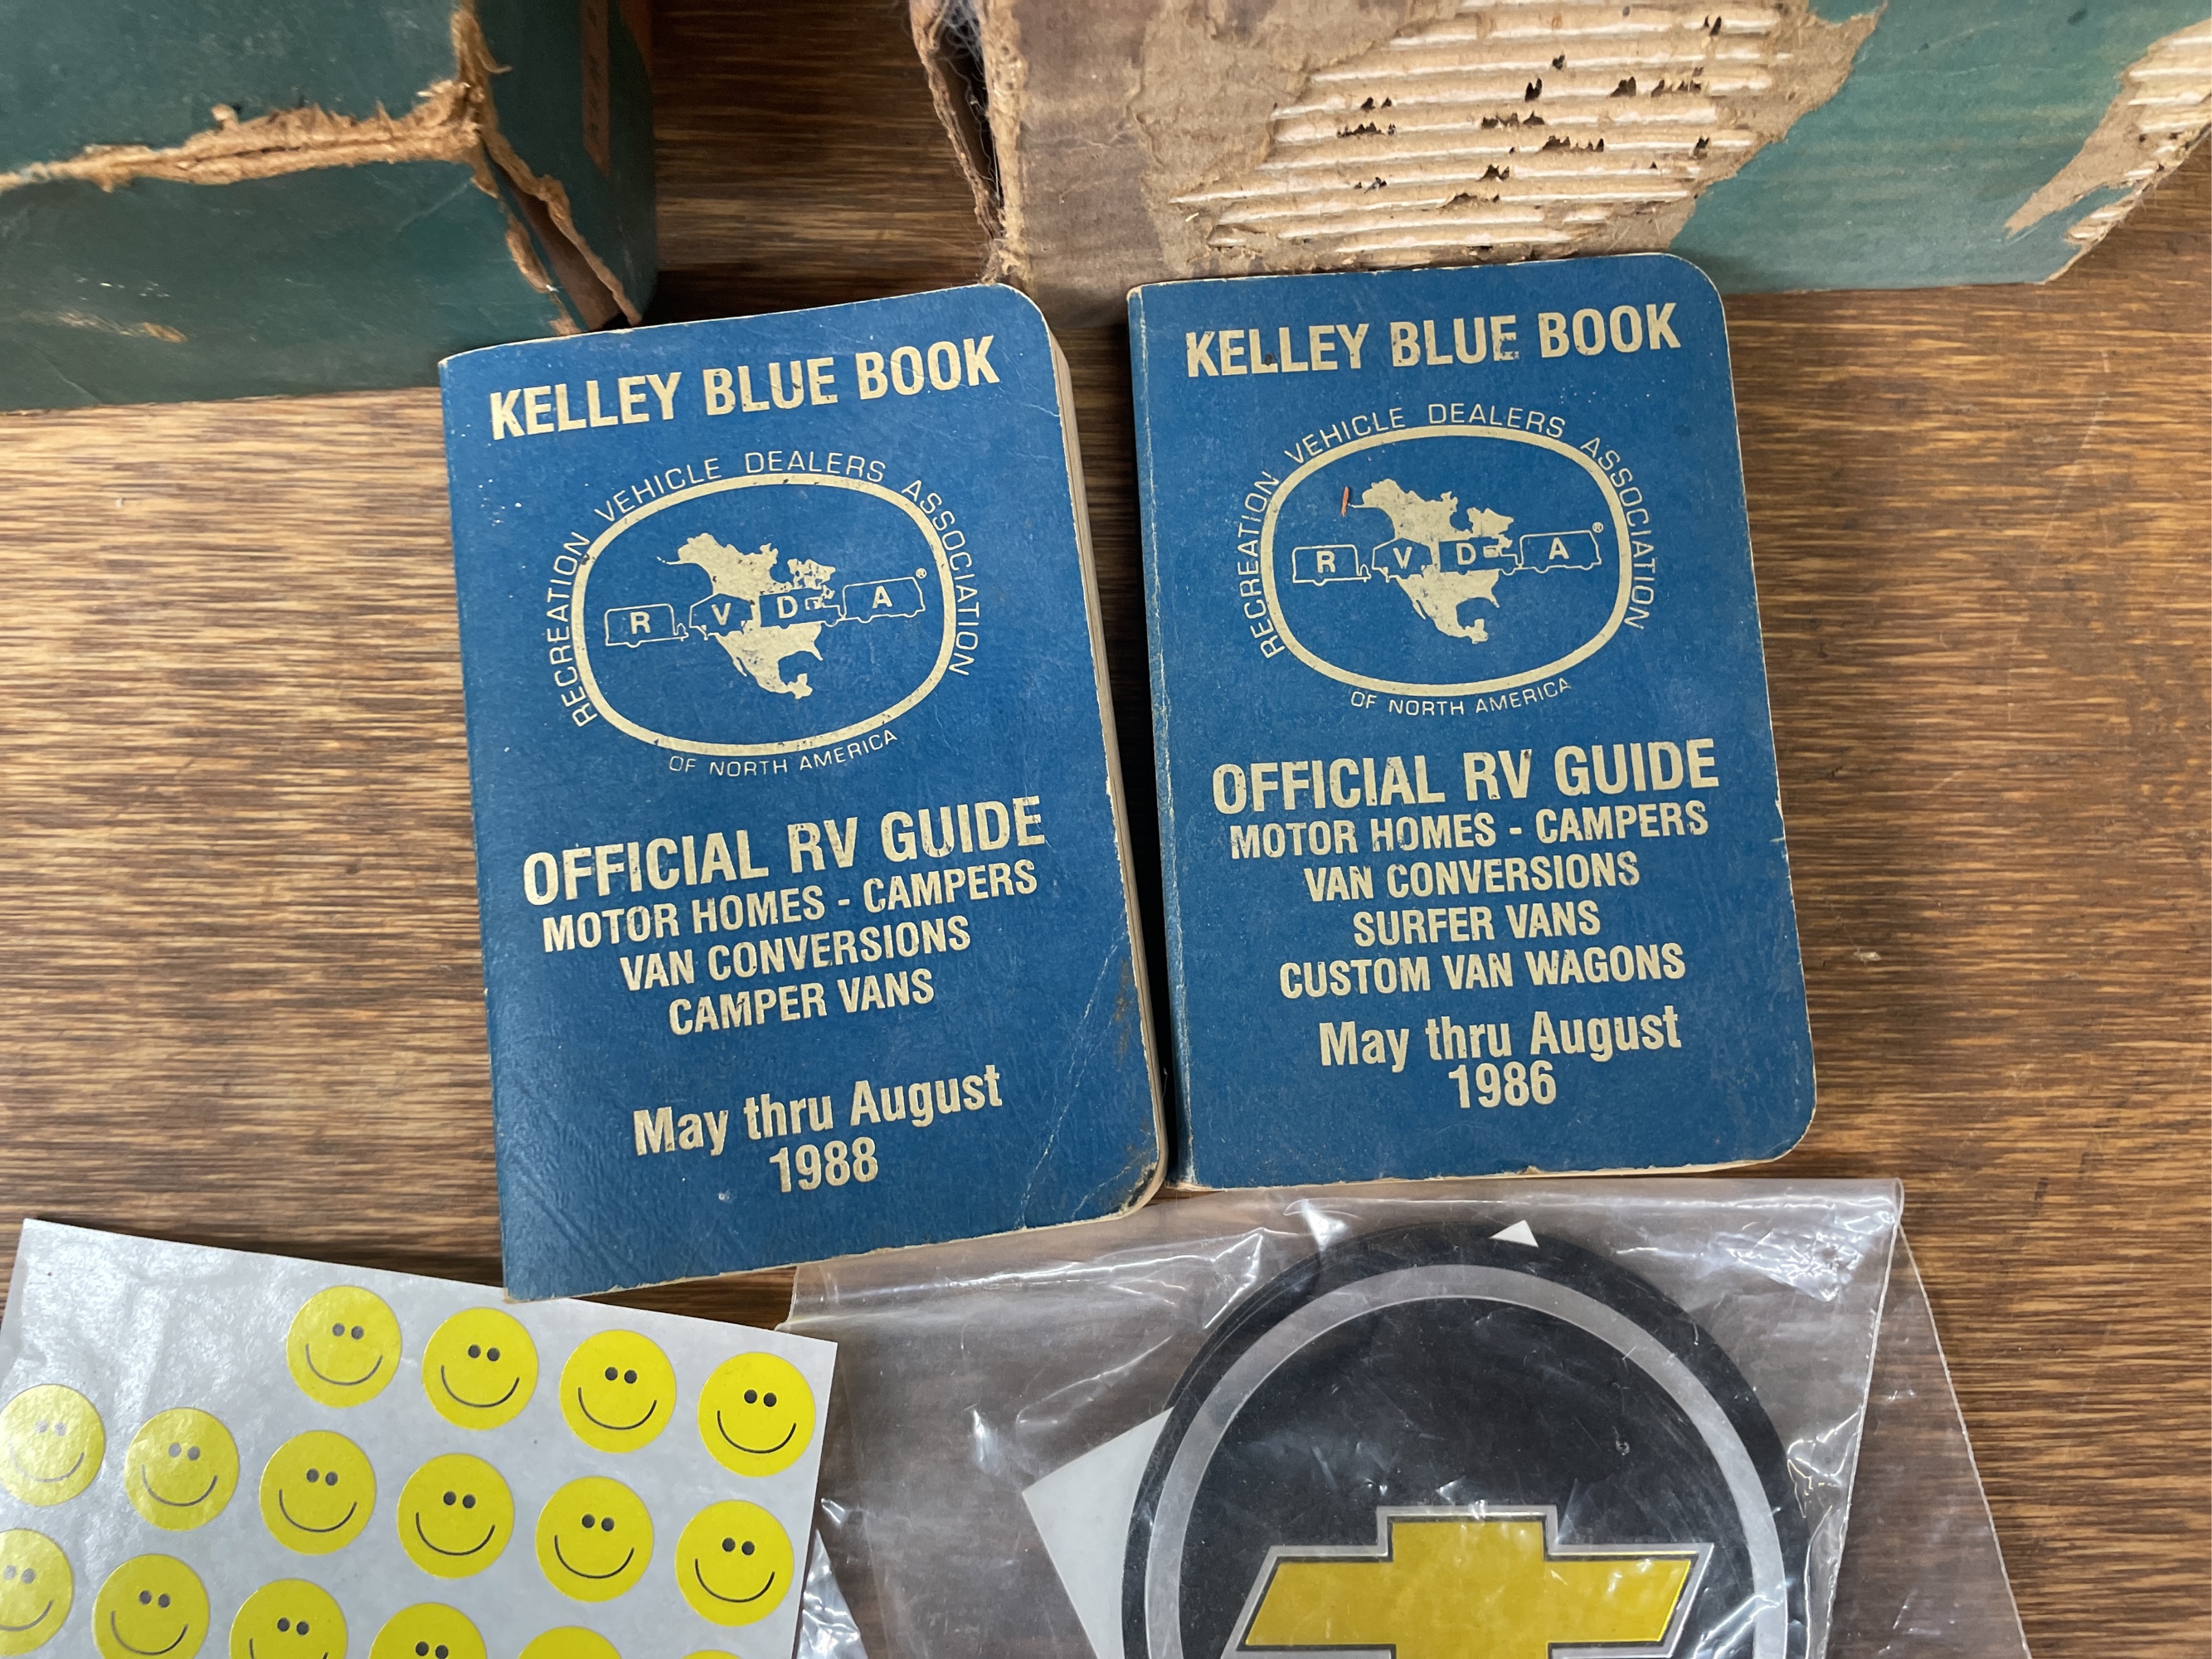 KELLEY BLUE BOOK
RECREATION VEHICLE DEALERS ASSOCIATION
R V D A ®
OF NORTH AMERICA
OFFICIAL RV GUIDE
MOTOR HOMES - CAMPERS
VAN CONVERSIONS
CAMPER VANS
May thru August
1988
KELLEY BLUE BOOK
RECREATION VEHICLE DEALERS ASSOCIATION
R V D A ®
OF NORTH AMERICA
OFFICIAL RV GUIDE
MOTOR HOMES - CAMPERS
VAN CONVERSIONS
SURFER VANS
CUSTOM VAN WAGONS
May thru August
1986